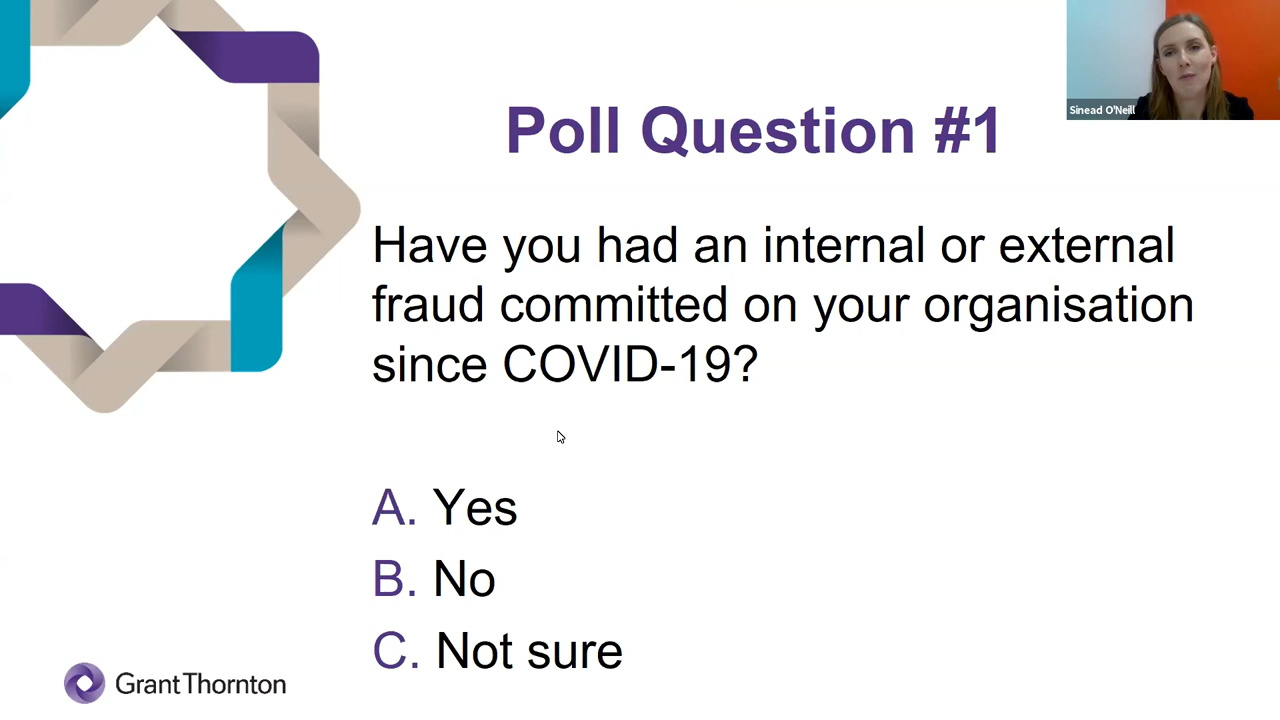 Sinead O'Neill
Poll Question #1
Have you had an internal or external
fraud committed on your organisation
since COVID-19?
A. Yes
B. No
C. Not sure
Grant Thornton